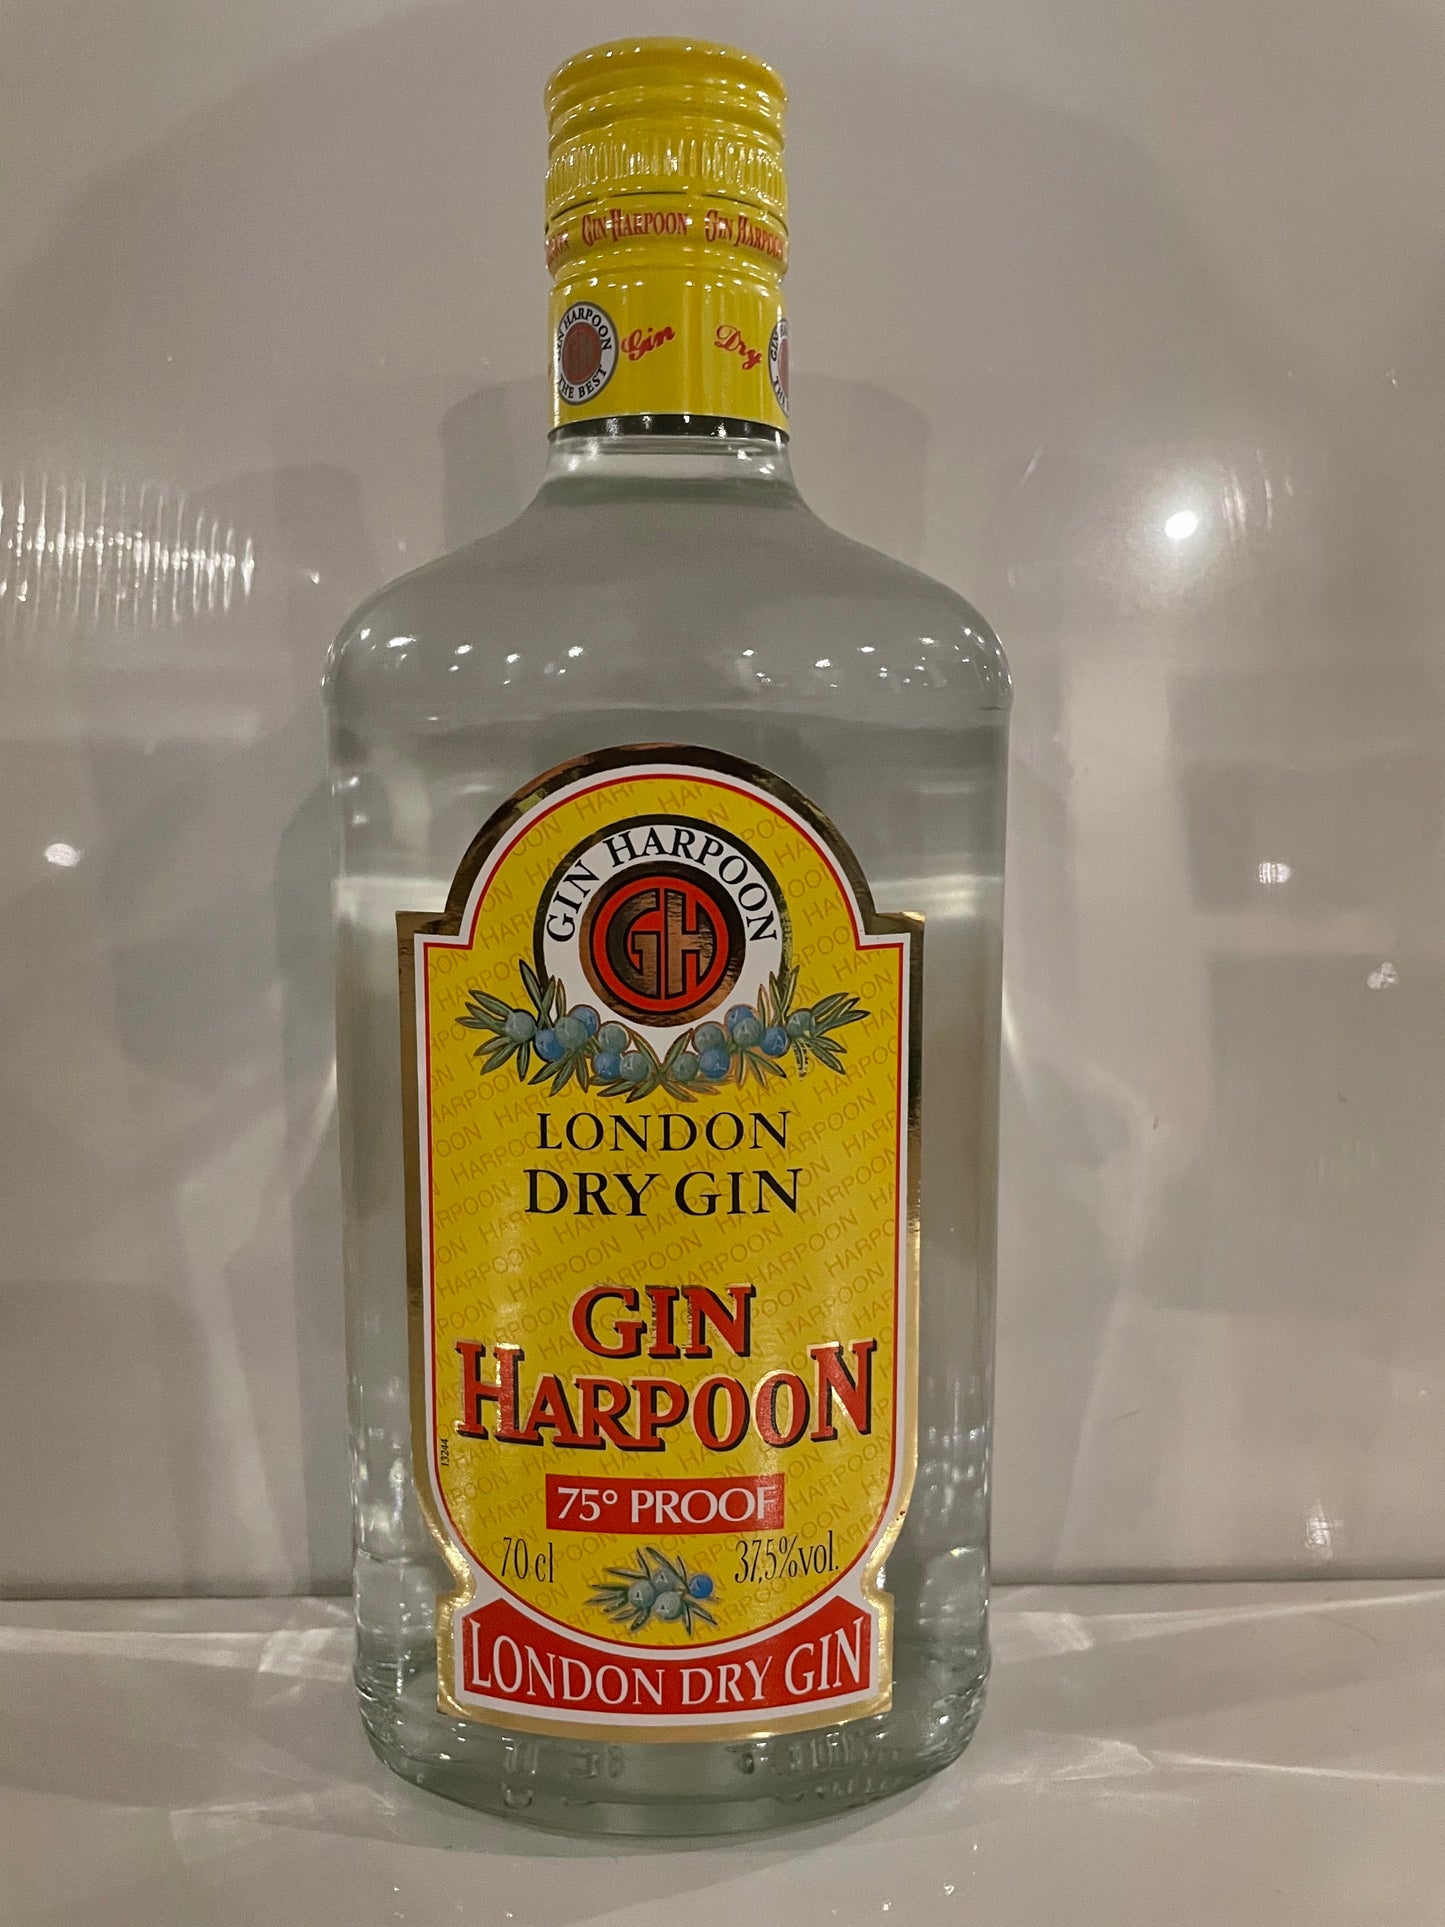 GIN HARPOON GIN HARPOON
GIN HARPOON
THE BEST
Gin Dry
GIN HARPOON
GH
LONDON
DRY GIN
GIN
HARPOON
13244
75° PROOF
70 cl 37,5%vol.
LONDON DRY GIN